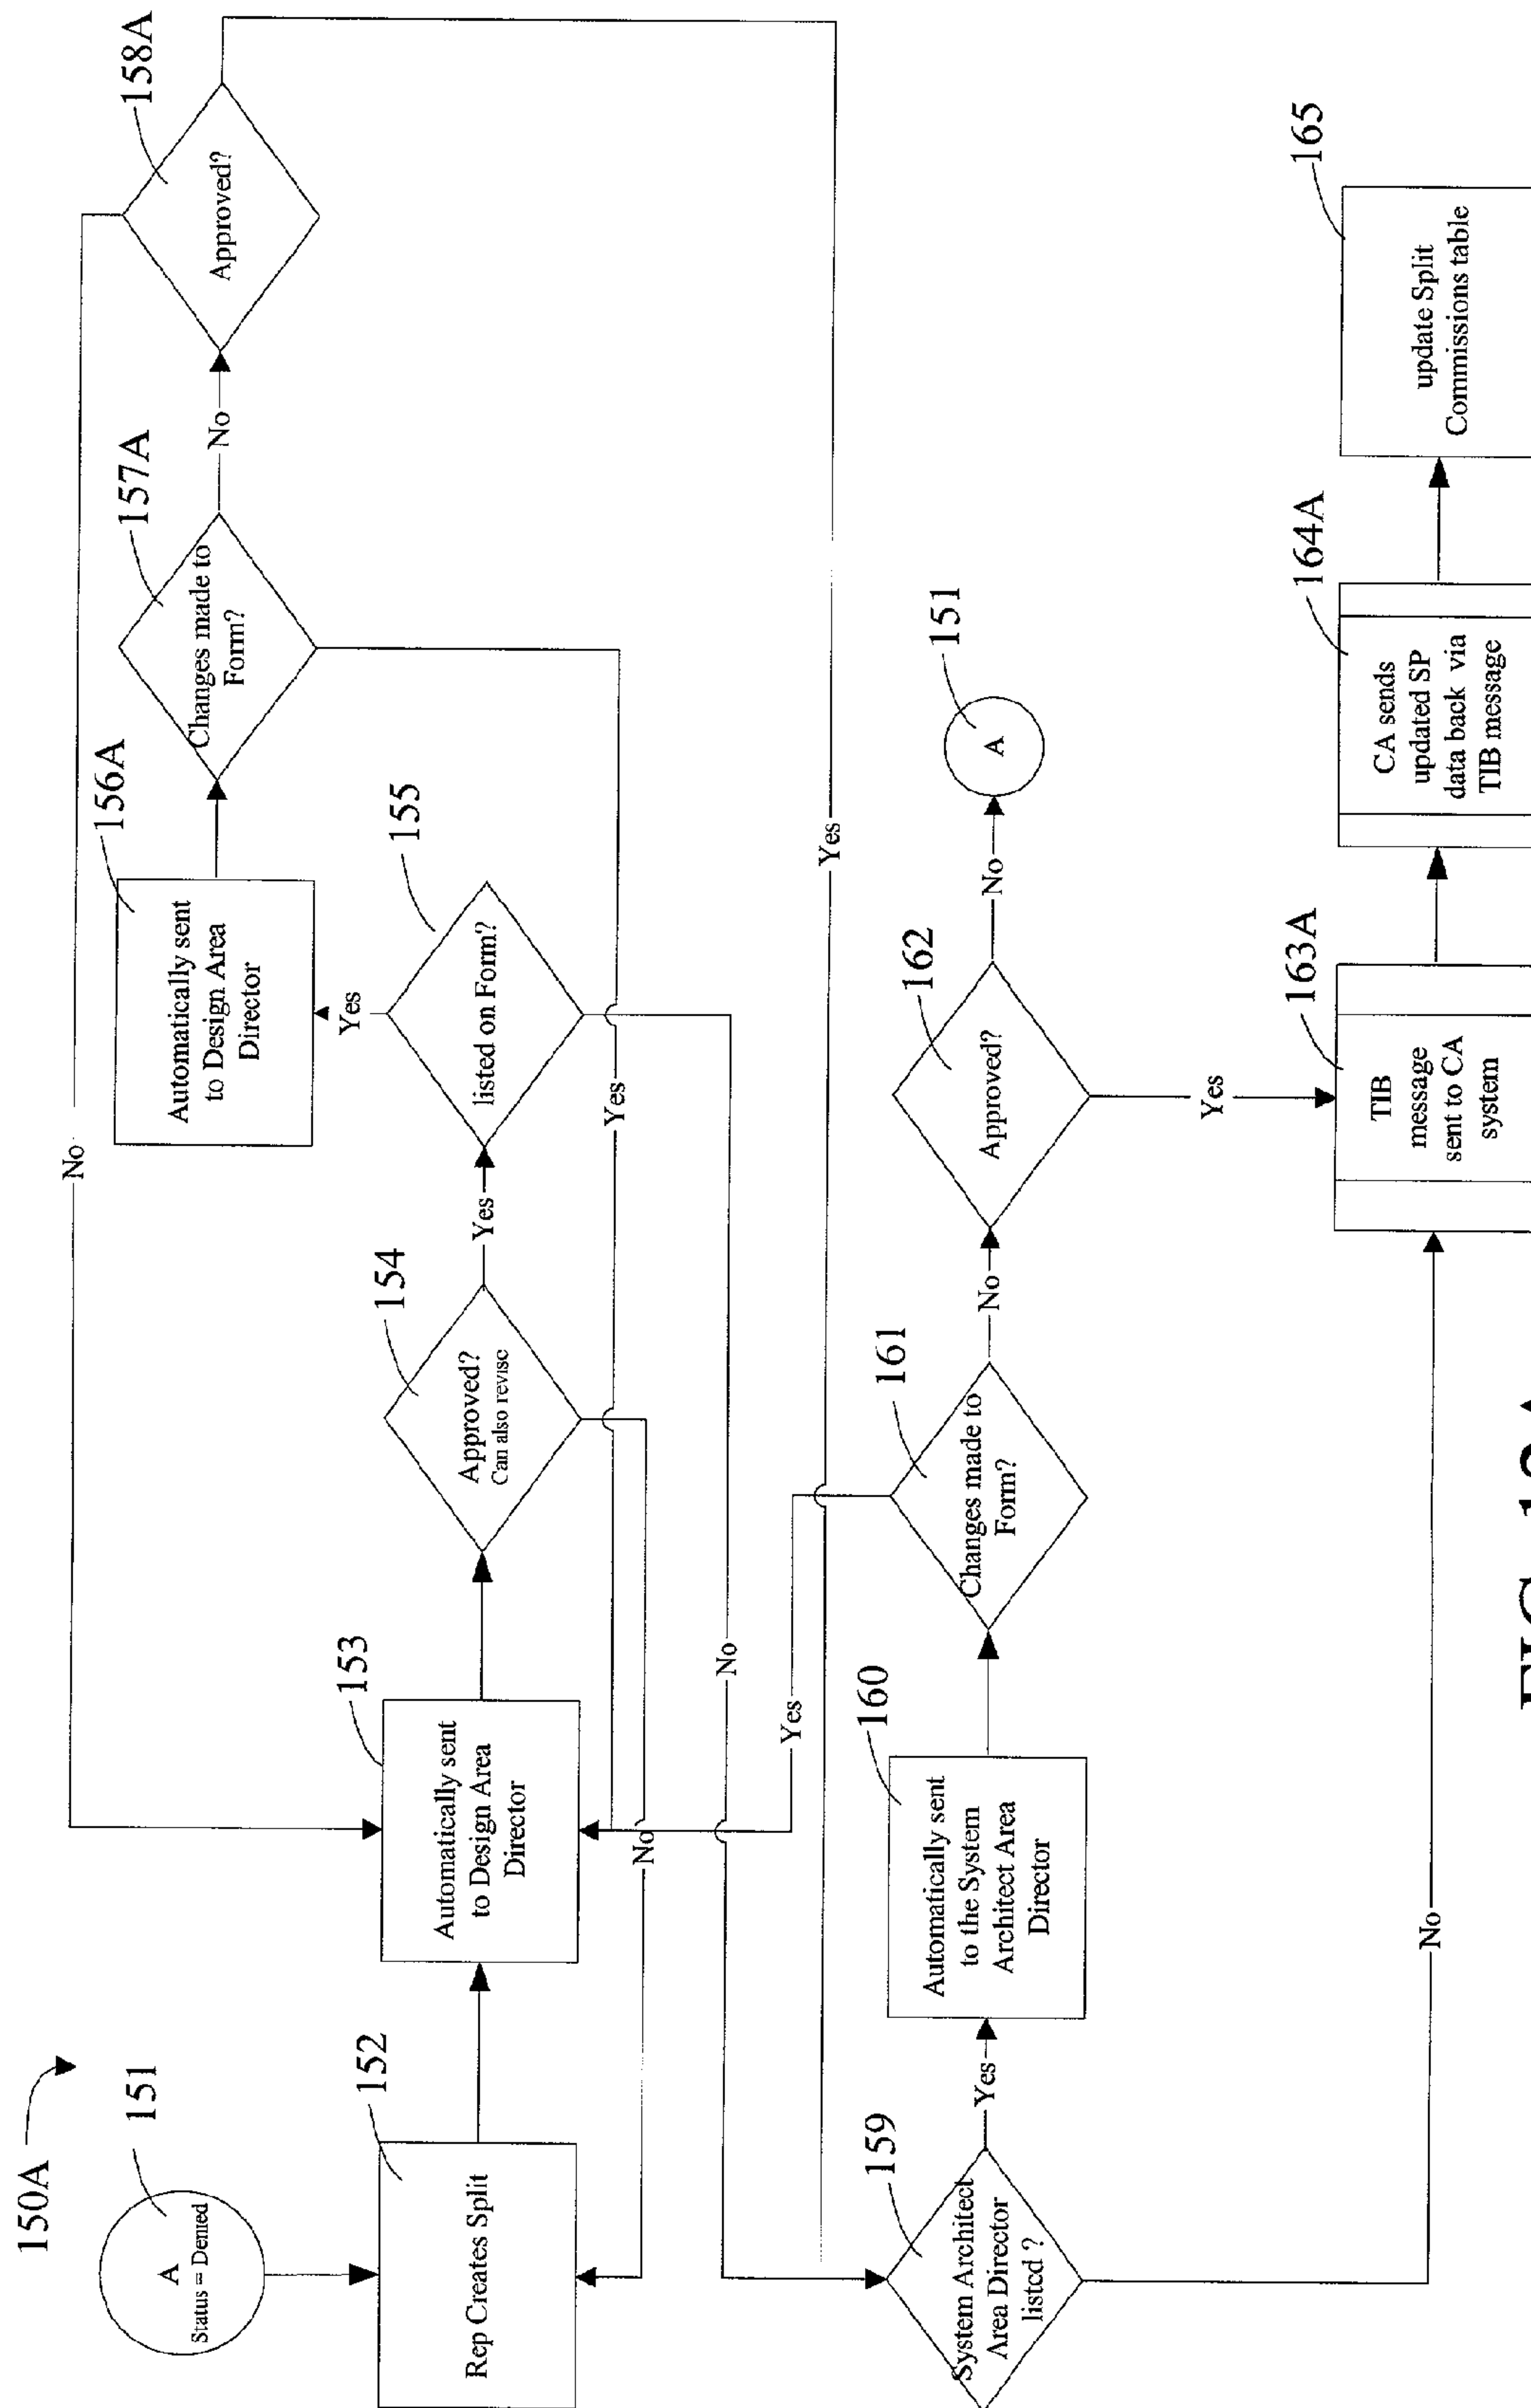 150A
151
A
Status = Denied
152
Rep Creates Split
153
Automatically sent
to Design Area
Director
154
Approved?
Can also revise
Yes
No
155
listed on Form?
Yes
No
156A
Automatically sent
to Design Area
Director
157A
Changes made to
Form?
No
Yes
158A
Approved?
No
Yes
159
System Architect
Area Director
listed ?
Yes
No
160
Automatically sent
to the System
Architect Area
Director
161
Changes made to
Form?
Yes
No
162
Approved?
No
Yes
151
A
163A
TIB
message
sent to CA
system
164A
CA sends
updated SP
data back via
TIB message
165
update Split
Commissions table